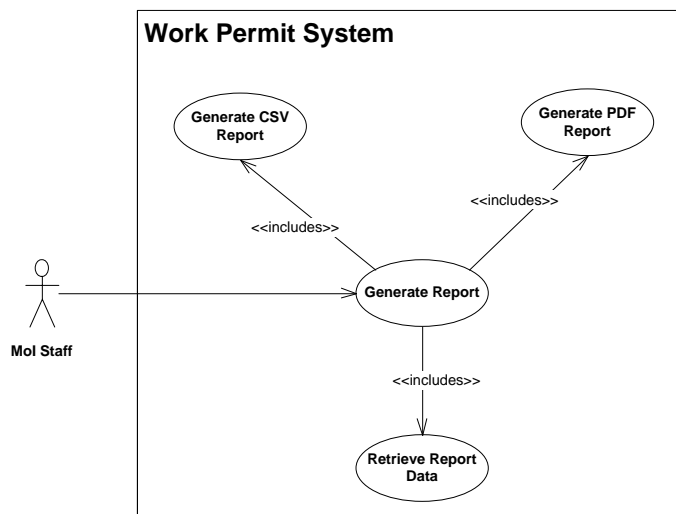 Work Permit System
Generate CSV
Report
Generate PDF
Report
<<includes>>
<<includes>>
Generate Report
MoI Staff
<<includes>>
Retrieve Report
Data